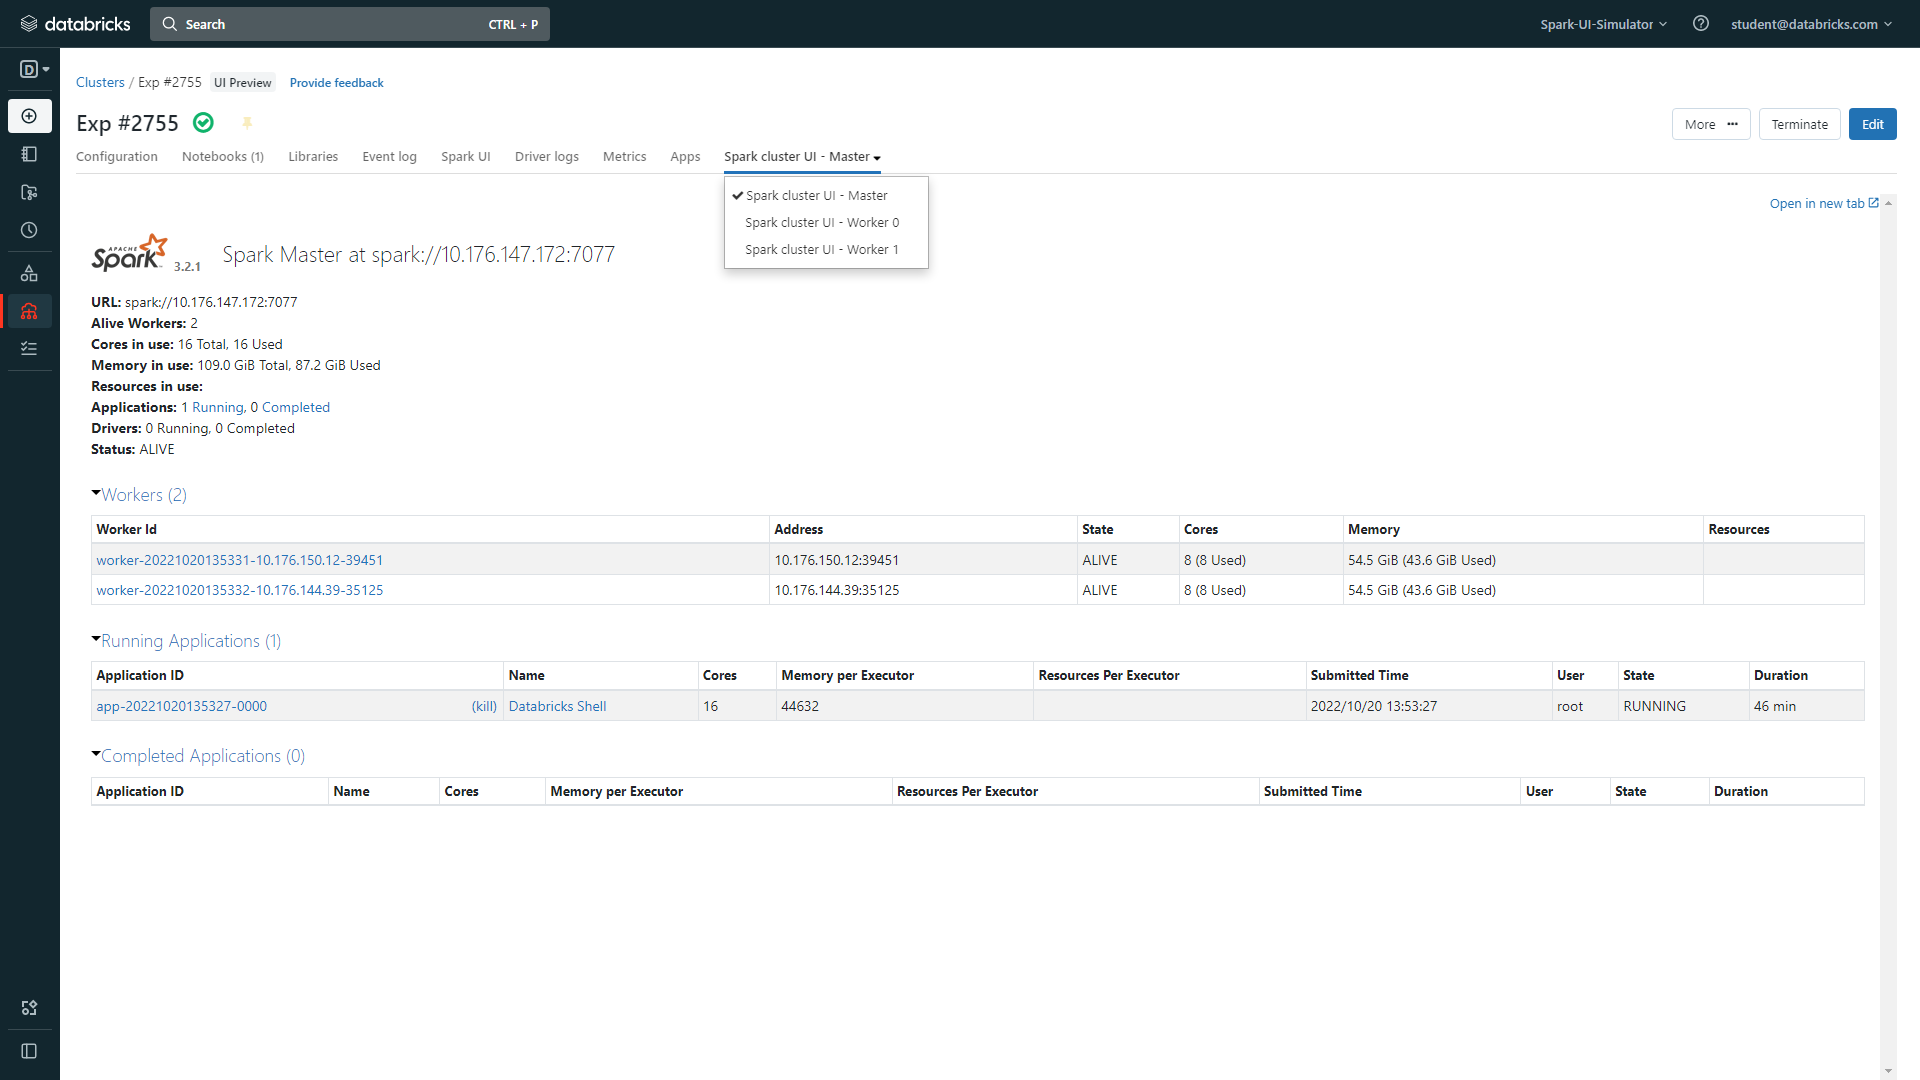 databricks
Search CTRL + P
Spark-UI-Simulator
student@databricks.com
D
Clusters / Exp #2755 UI Preview Provide feedback
Exp #2755
More ··· Terminate Edit
Configuration Notebooks (1) Libraries Event log Spark UI Driver logs Metrics Apps Spark cluster UI - Master
Spark cluster UI - Master
Spark cluster UI - Worker 0
Spark cluster UI - Worker 1
Open in new tab
APACHE Spark 3.2.1 Spark Master at spark://10.176.147.172:7077
URL: spark://10.176.147.172:7077
Alive Workers: 2
Cores in use: 16 Total, 16 Used
Memory in use: 109.0 GiB Total, 87.2 GiB Used
Resources in use:
Applications: 1 Running, 0 Completed
Drivers: 0 Running, 0 Completed
Status: ALIVE
Workers (2)
Worker Id Address State Cores Memory Resources
worker-20221020135331-10.176.150.12-39451 10.176.150.12:39451 ALIVE 8 (8 Used) 54.5 GiB (43.6 GiB Used)
worker-20221020135332-10.176.144.39-35125 10.176.144.39:35125 ALIVE 8 (8 Used) 54.5 GiB (43.6 GiB Used)
Running Applications (1)
Application ID Name Cores Memory per Executor Resources Per Executor Submitted Time User State Duration
app-20221020135327-0000 (kill) Databricks Shell 16 44632 2022/10/20 13:53:27 root RUNNING 46 min
Completed Applications (0)
Application ID Name Cores Memory per Executor Resources Per Executor Submitted Time User State Duration